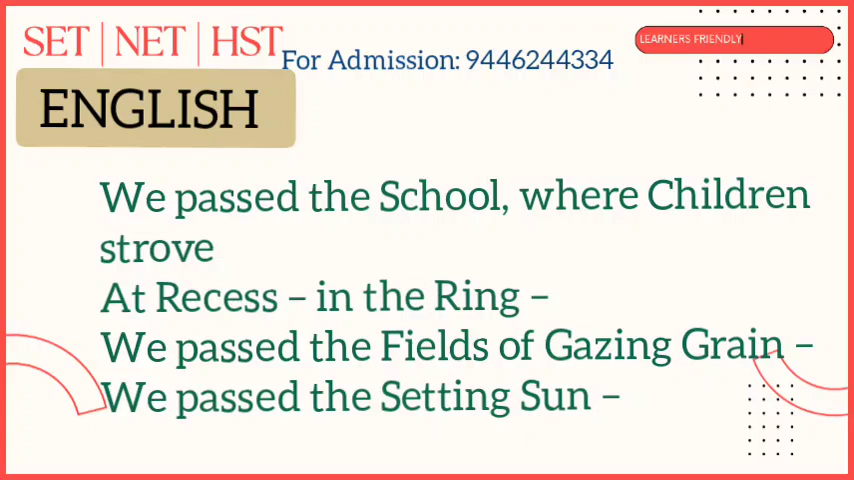 SET | NET | HST
For Admission: 9446244334
LEARNERS FRIENDLY
ENGLISH
We passed the School, where Children
strove
At Recess – in the Ring –
We passed the Fields of Gazing Grain –
We passed the Setting Sun –